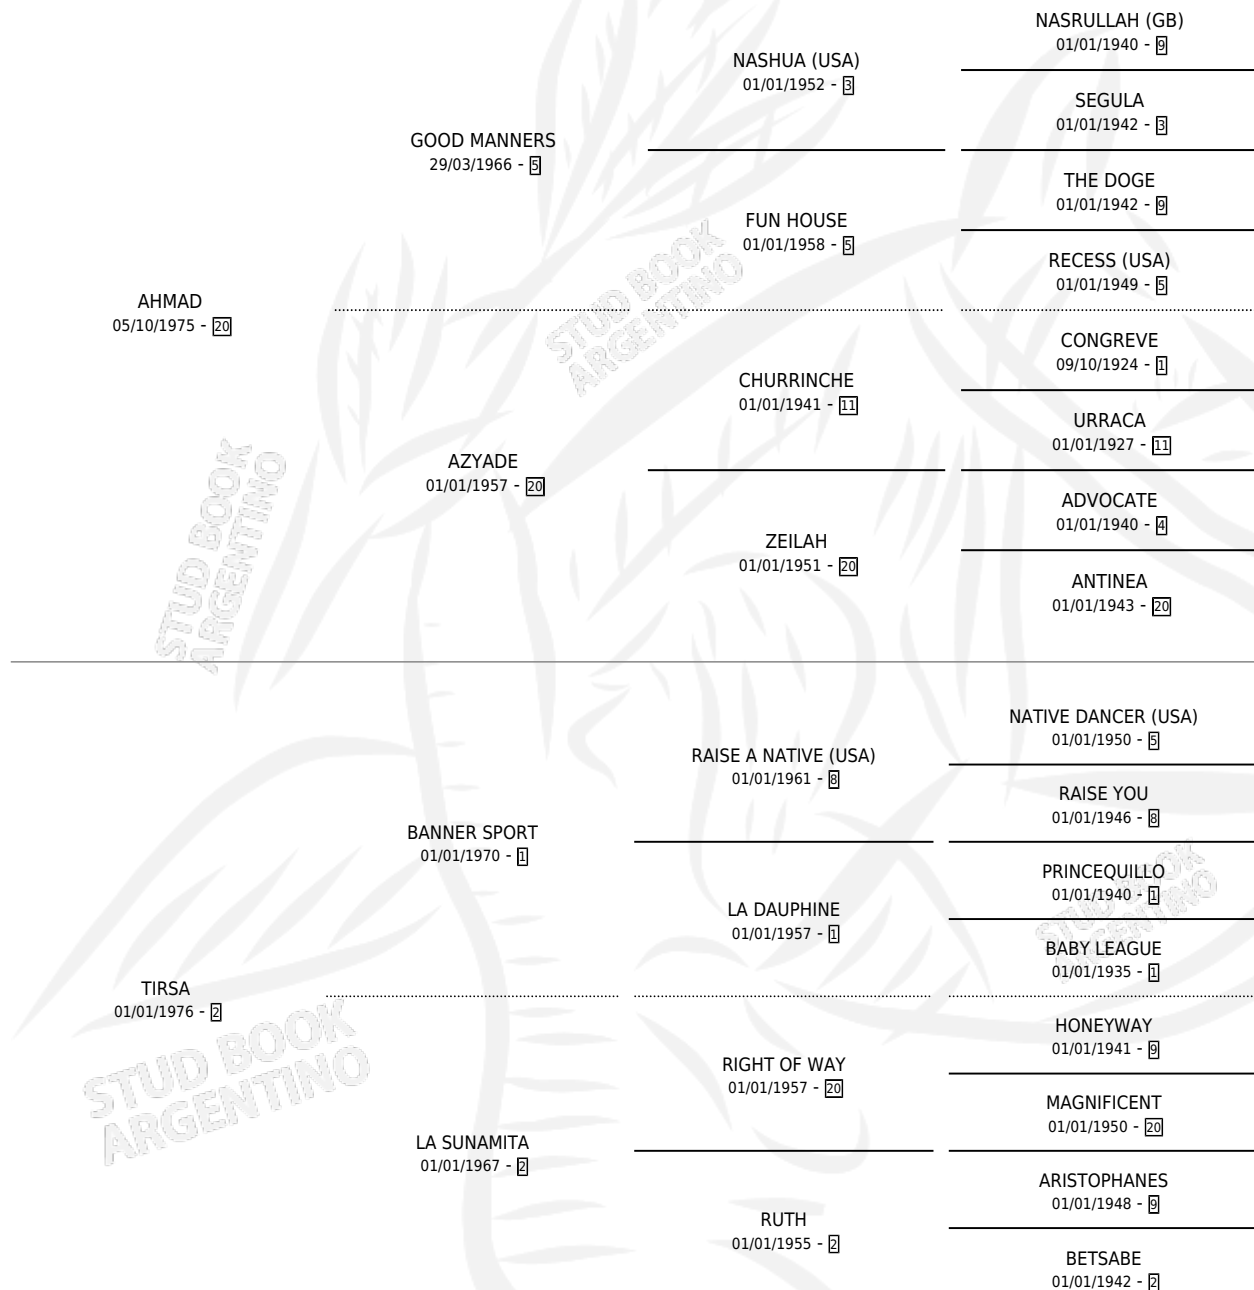 NASRULLAH (GB)
01/01/1940 - 9
NASHUA (USA)
01/01/1952 - 3
SEGULA
01/01/1942 - 3
GOOD MANNERS
29/03/1966 - 5
THE DOGE
01/01/1942 - 9
FUN HOUSE
01/01/1958 - 5
RECESS (USA)
01/01/1949 - 5
AHMAD
05/10/1975 - 20
CONGREVE
09/10/1924 - 1
CHURRINCHE
01/01/1941 - 11
URRACA
01/01/1927 - 11
AZYADE
01/01/1957 - 20
ADVOCATE
01/01/1940 - 4
ZEILAH
01/01/1951 - 20
ANTINEA
01/01/1943 - 20
NATIVE DANCER (USA)
01/01/1950 - 5
RAISE A NATIVE (USA)
01/01/1961 - 8
RAISE YOU
01/01/1946 - 8
BANNER SPORT
01/01/1970 - 1
PRINCEQUILLO
01/01/1940 - 1
LA DAUPHINE
01/01/1957 - 1
BABY LEAGUE
01/01/1935 - 1
TIRSA
01/01/1976 - 2
HONEYWAY
01/01/1941 - 9
RIGHT OF WAY
01/01/1957 - 20
MAGNIFICENT
01/01/1950 - 20
LA SUNAMITA
01/01/1967 - 2
ARISTOPHANES
01/01/1948 - 9
RUTH
01/01/1955 - 2
BETSABE
01/01/1942 - 2
STUD BOOK
ARGENTINO
STUD BOOK
ARGENTINO
STUD BOOK
ARGENTINO
STUD BOOK
ARGENTINO